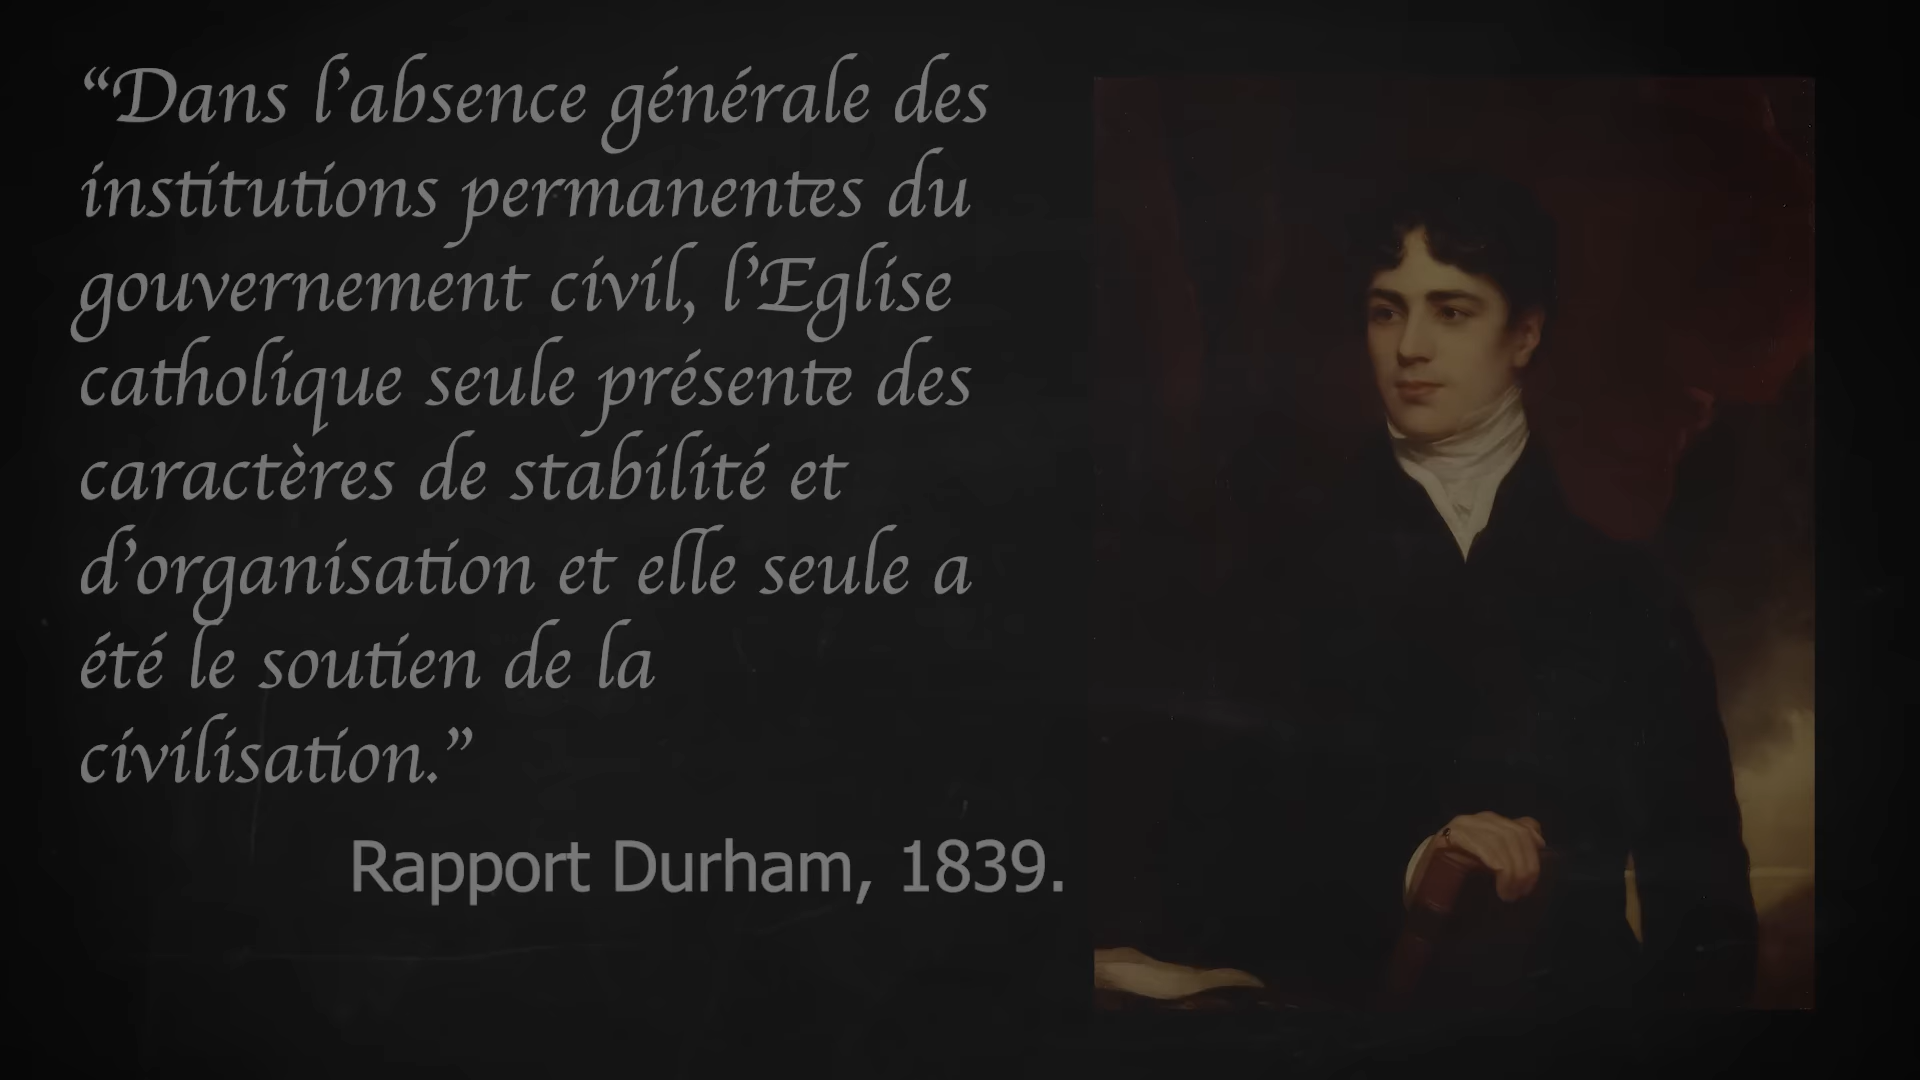 “Dans l’absence générale des
institutions permanentes du
gouvernement civil, l’Eglise
catholique seule présente des
caractères de stabilité et
d’organisation et elle seule a
été le soutien de la
civilisation.”
Rapport Durham, 1839.